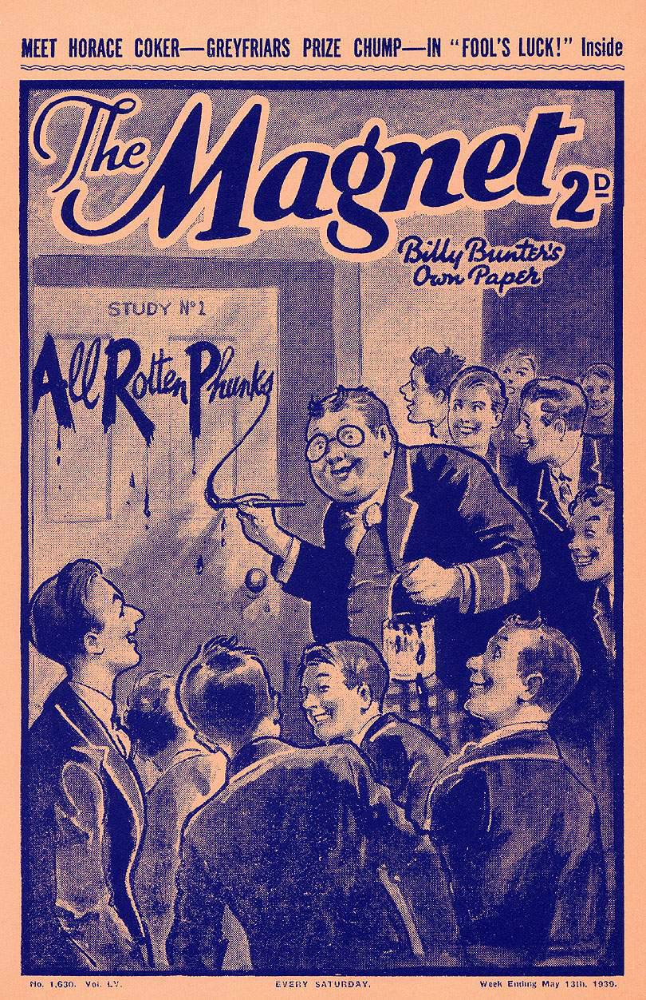 MEET HORACE COKER—GREYFRIARS PRIZE CHUMP—IN "FOOL'S LUCK!" Inside
The Magnet 2D
Billy Bunter's
Own Paper
STUDY No 1
All Rotten Phunks
No. 1,630. Vol. LV. EVERY SATURDAY. Week Ending May 13th, 1939.